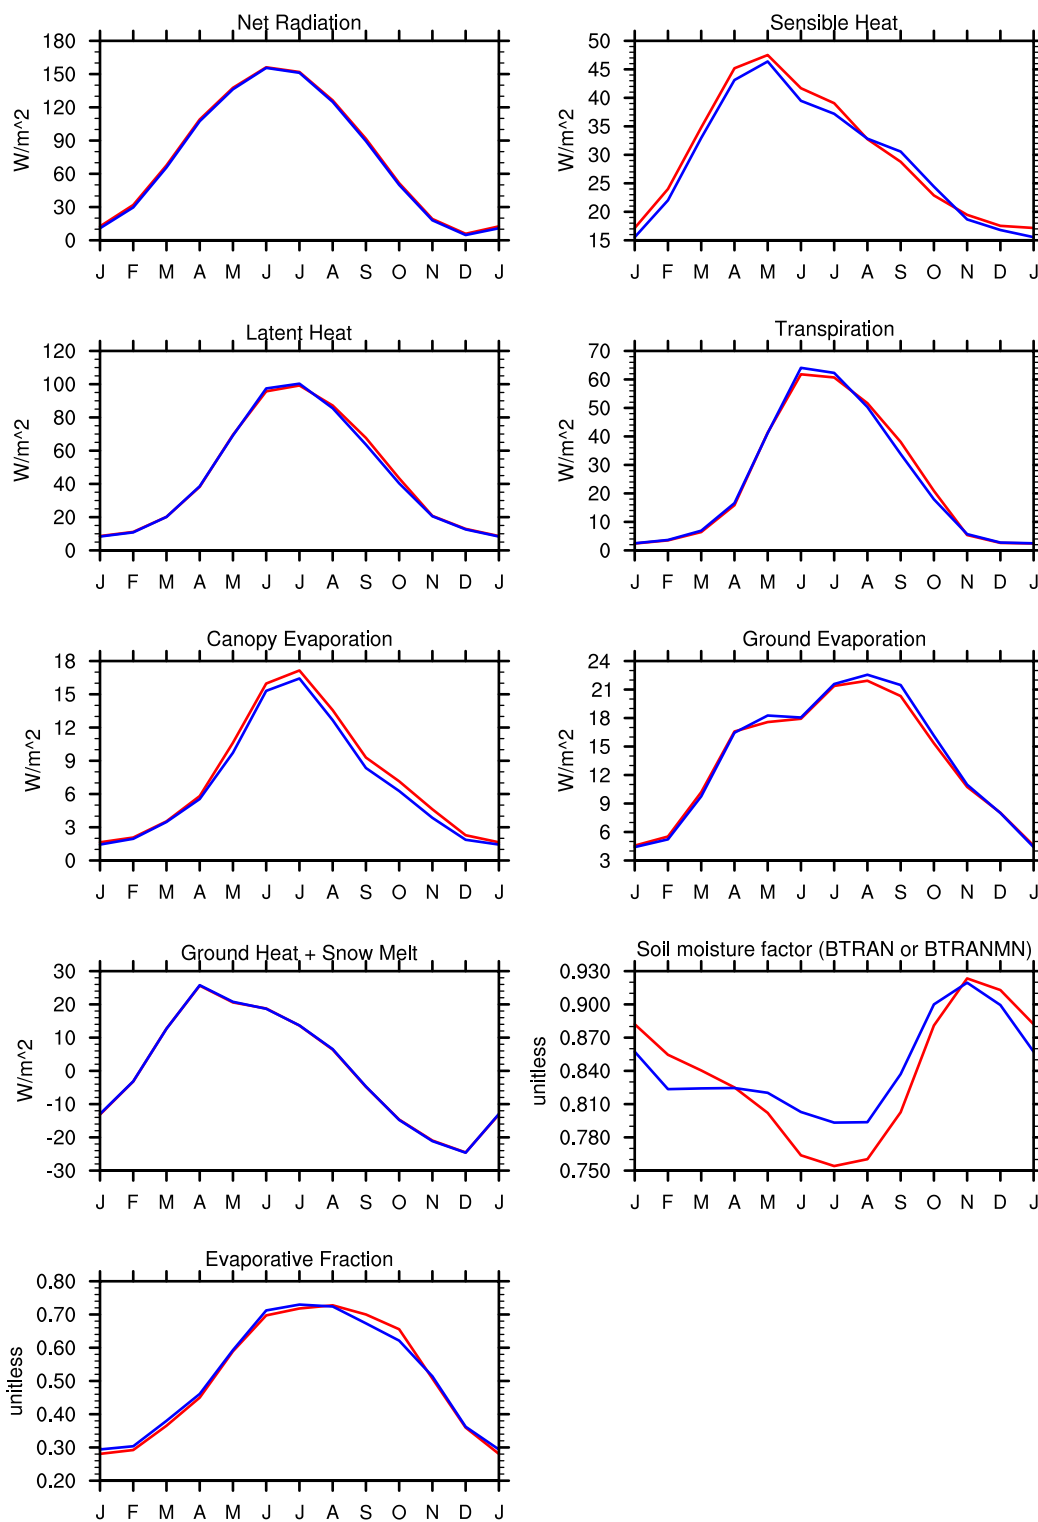 Net Radiation
180
150
120
90
60
30
0
W/m^2
J F M A M J J A S O N D J
Sensible Heat
50
45
40
35
30
25
20
15
W/m^2
J F M A M J J A S O N D J
Latent Heat
120
100
80
60
40
20
0
W/m^2
J F M A M J J A S O N D J
Transpiration
70
60
50
40
30
20
10
0
W/m^2
J F M A M J J A S O N D J
Canopy Evaporation
18
15
12
9
6
3
0
W/m^2
J F M A M J J A S O N D J
Ground Evaporation
24
21
18
15
12
9
6
3
W/m^2
J F M A M J J A S O N D J
Ground Heat + Snow Melt
30
20
10
0
-10
-20
-30
W/m^2
J F M A M J J A S O N D J
Soil moisture factor (BTRAN or BTRANMN)
0.930
0.900
0.870
0.840
0.810
0.780
0.750
unitless
J F M A M J J A S O N D J
Evaporative Fraction
0.80
0.70
0.60
0.50
0.40
0.30
0.20
unitless
J F M A M J J A S O N D J